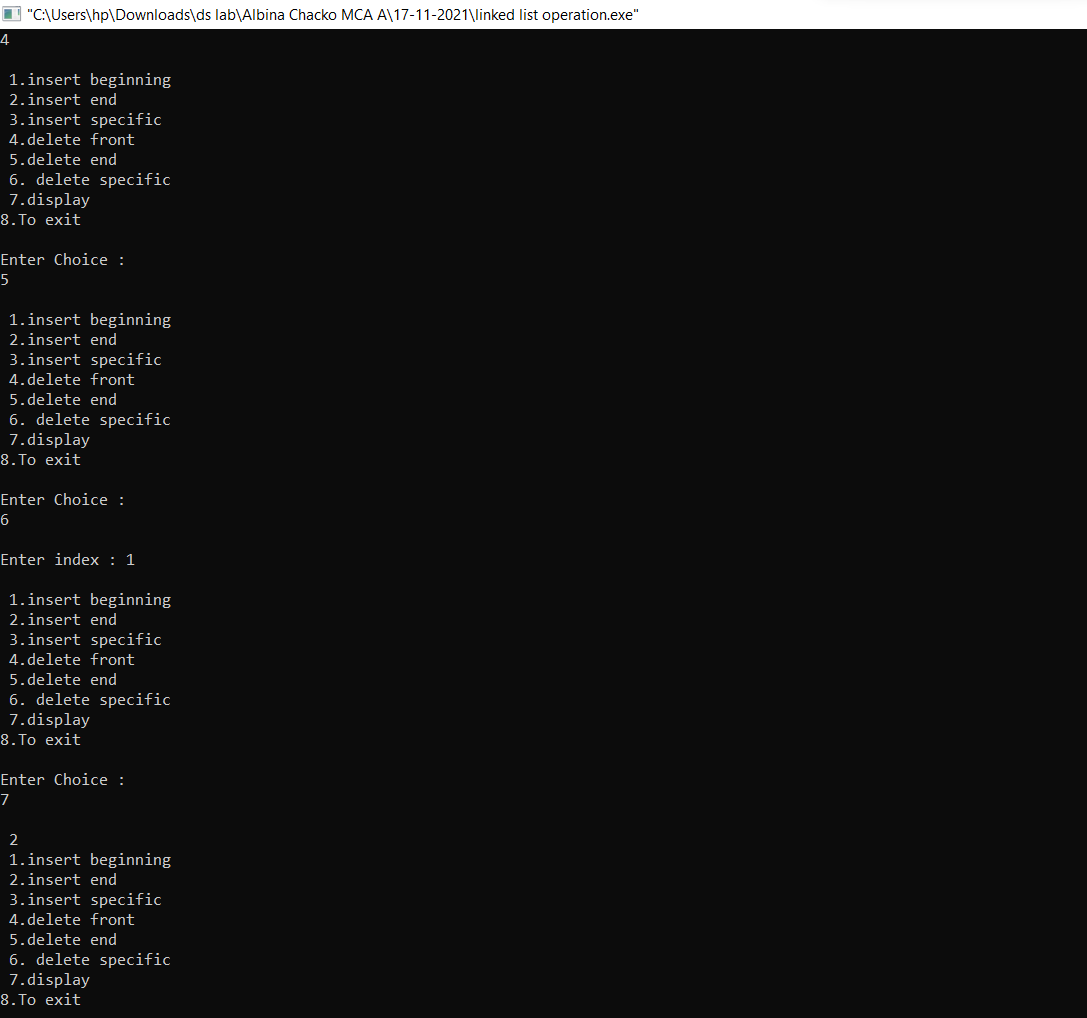 "C:\Users\hp\Downloads\ds lab\Albina Chacko MCA A\17-11-2021\linked list operation.exe"
4
1.insert beginning
2.insert end
3.insert specific
4.delete front
5.delete end
6. delete specific
7.display
8.To exit
Enter Choice :
5
1.insert beginning
2.insert end
3.insert specific
4.delete front
5.delete end
6. delete specific
7.display
8.To exit
Enter Choice :
6
Enter index : 1
1.insert beginning
2.insert end
3.insert specific
4.delete front
5.delete end
6. delete specific
7.display
8.To exit
Enter Choice :
7
2
1.insert beginning
2.insert end
3.insert specific
4.delete front
5.delete end
6. delete specific
7.display
8.To exit